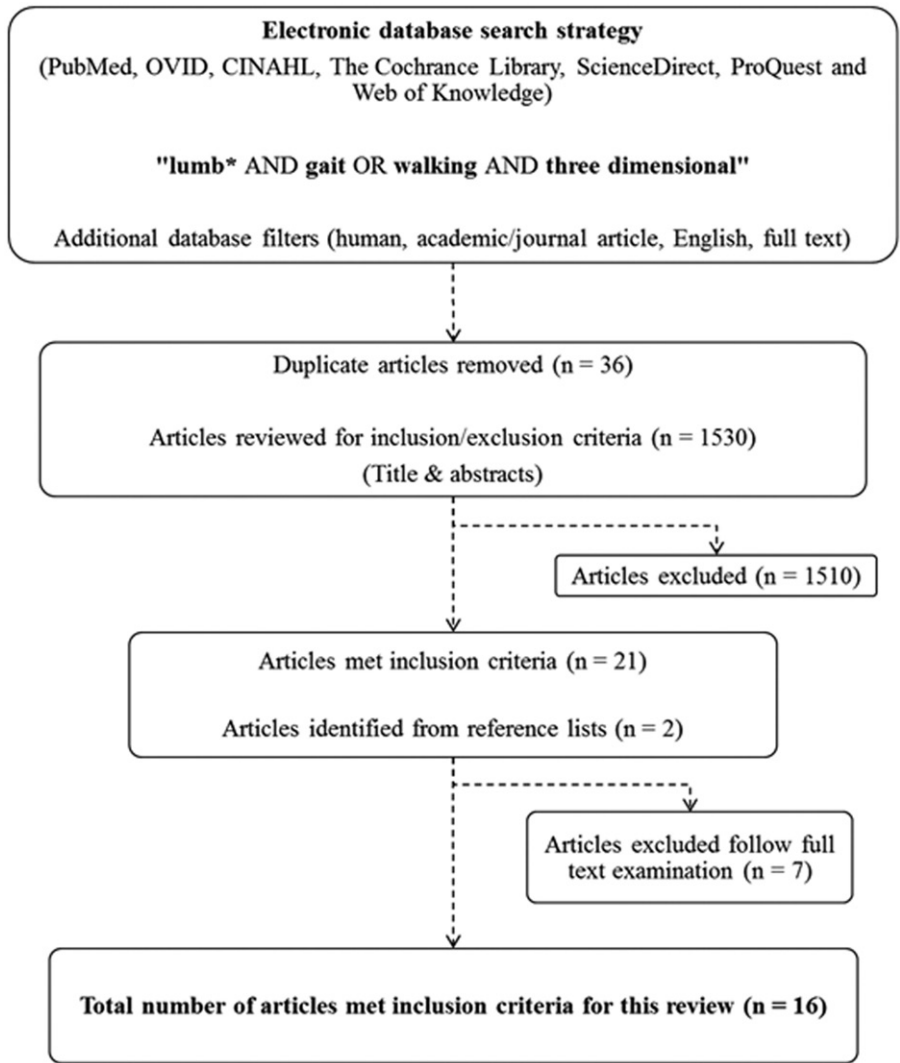 Electronic database search strategy
(PubMed, OVID, CINAHL, The Cochrance Library, ScienceDirect, ProQuest and
Web of Knowledge)
"lumb* AND gait OR walking AND three dimensional"
Additional database filters (human, academic/journal article, English, full text)
Duplicate articles removed (n = 36)
Articles reviewed for inclusion/exclusion criteria (n = 1530)
(Title & abstracts)
Articles excluded (n = 1510)
Articles met inclusion criteria (n = 21)
Articles identified from reference lists (n = 2)
Articles excluded follow full
text examination (n = 7)
Total number of articles met inclusion criteria for this review (n = 16)